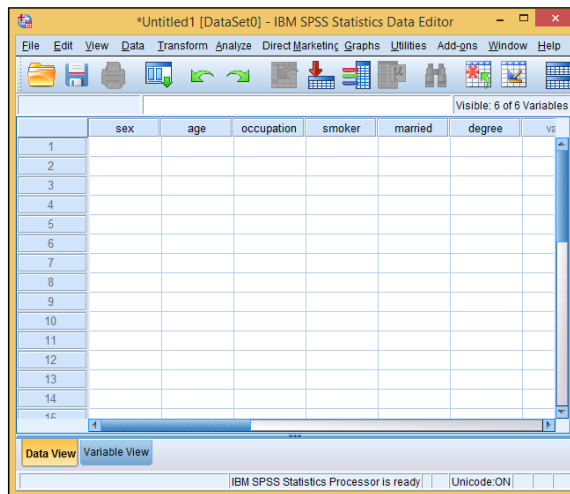 *Untitled1 [DataSet0] - IBM SPSS Statistics Data Editor
File Edit View Data Transform Analyze Direct Marketing Graphs Utilities Add-ons Window Help
Visible: 6 of 6 Variables
sex age occupation smoker married degree va
1
2
3
4
5
6
7
8
9
10
11
12
13
14
15
Data View Variable View
IBM SPSS Statistics Processor is ready Unicode:ON